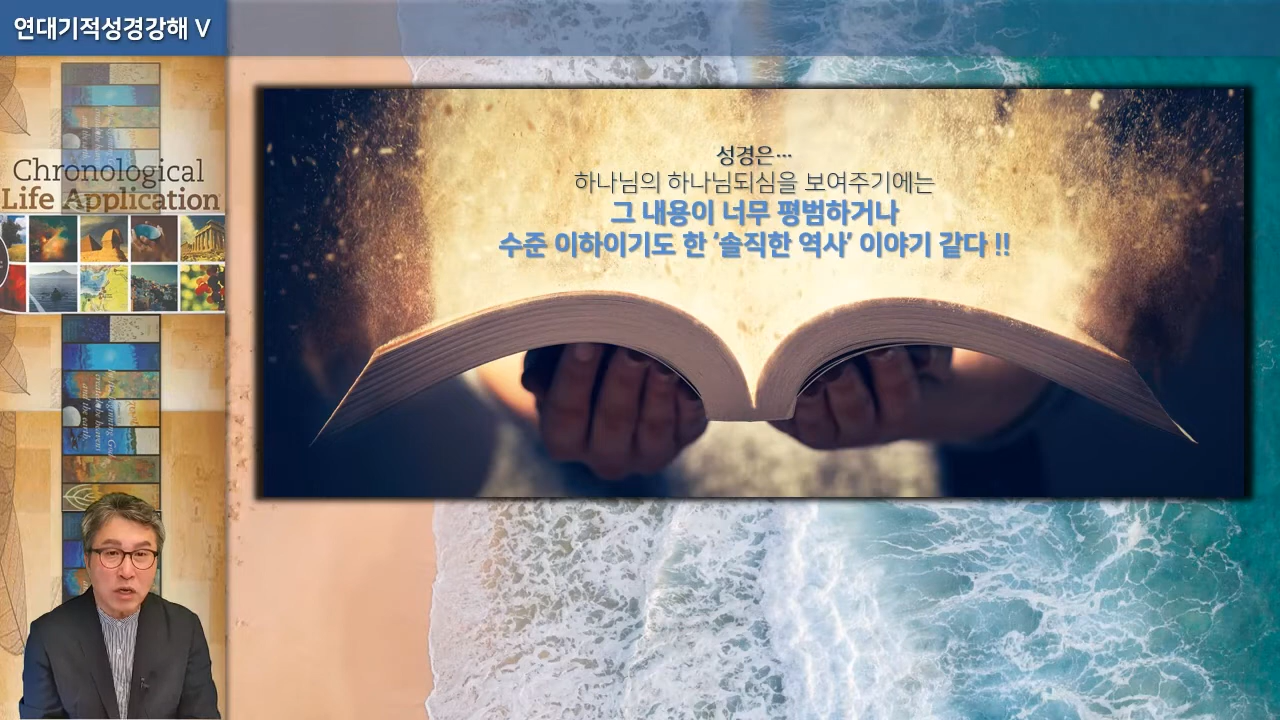 연대기적성경강해 V
Chronological
Life Application
성경은…
하나님의 하나님되심을 보여주기에는
그 내용이 너무 평범하거나
수준 이하이기도 한 '솔직한 역사' 이야기 같다 !!